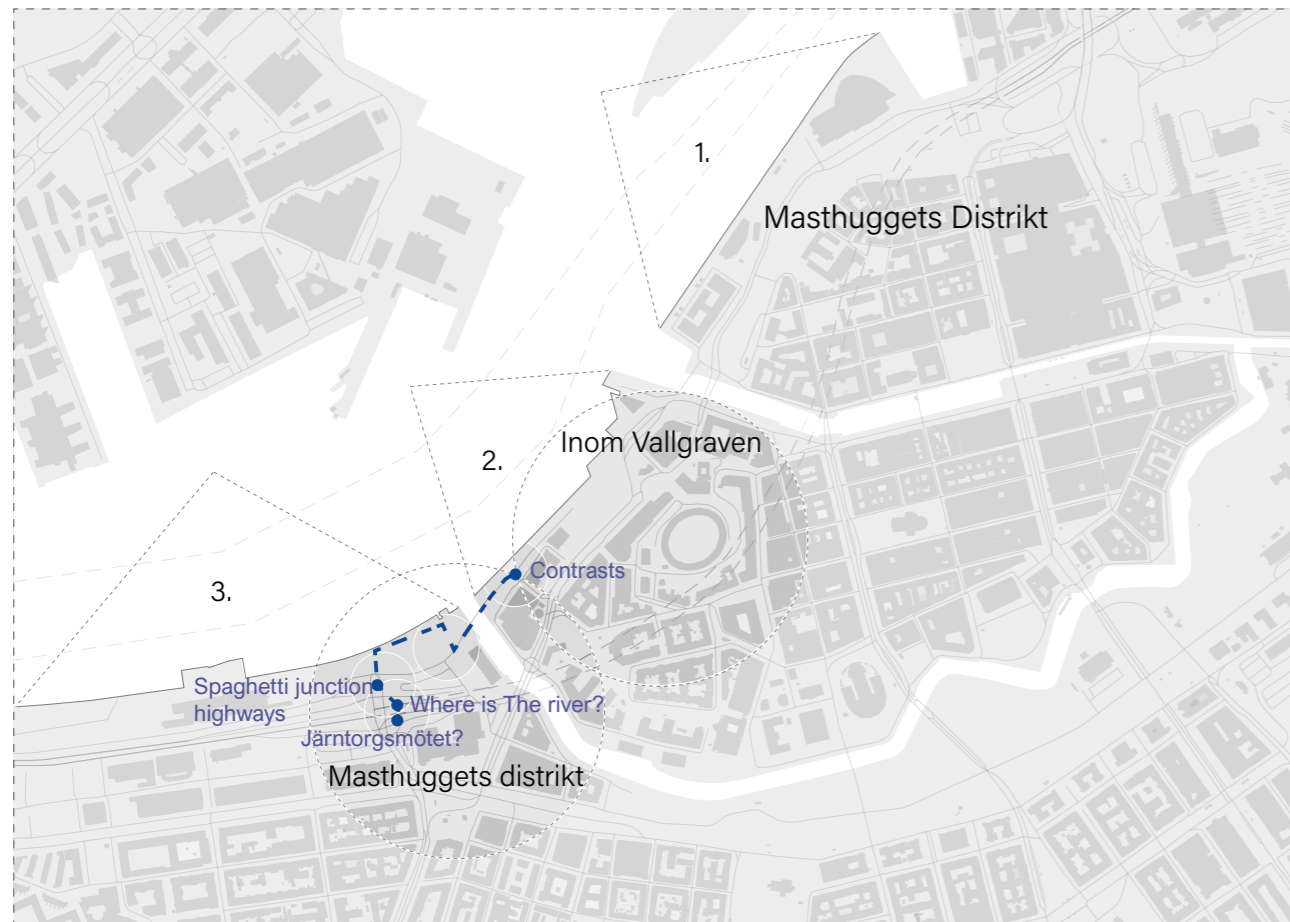 1.
Masthuggets Distrikt
Inom Vallgraven
2.
Contrasts
3.
Spaghetti junction
highways
Where is The river?
Järntorgsmötet?
Masthuggets distrikt